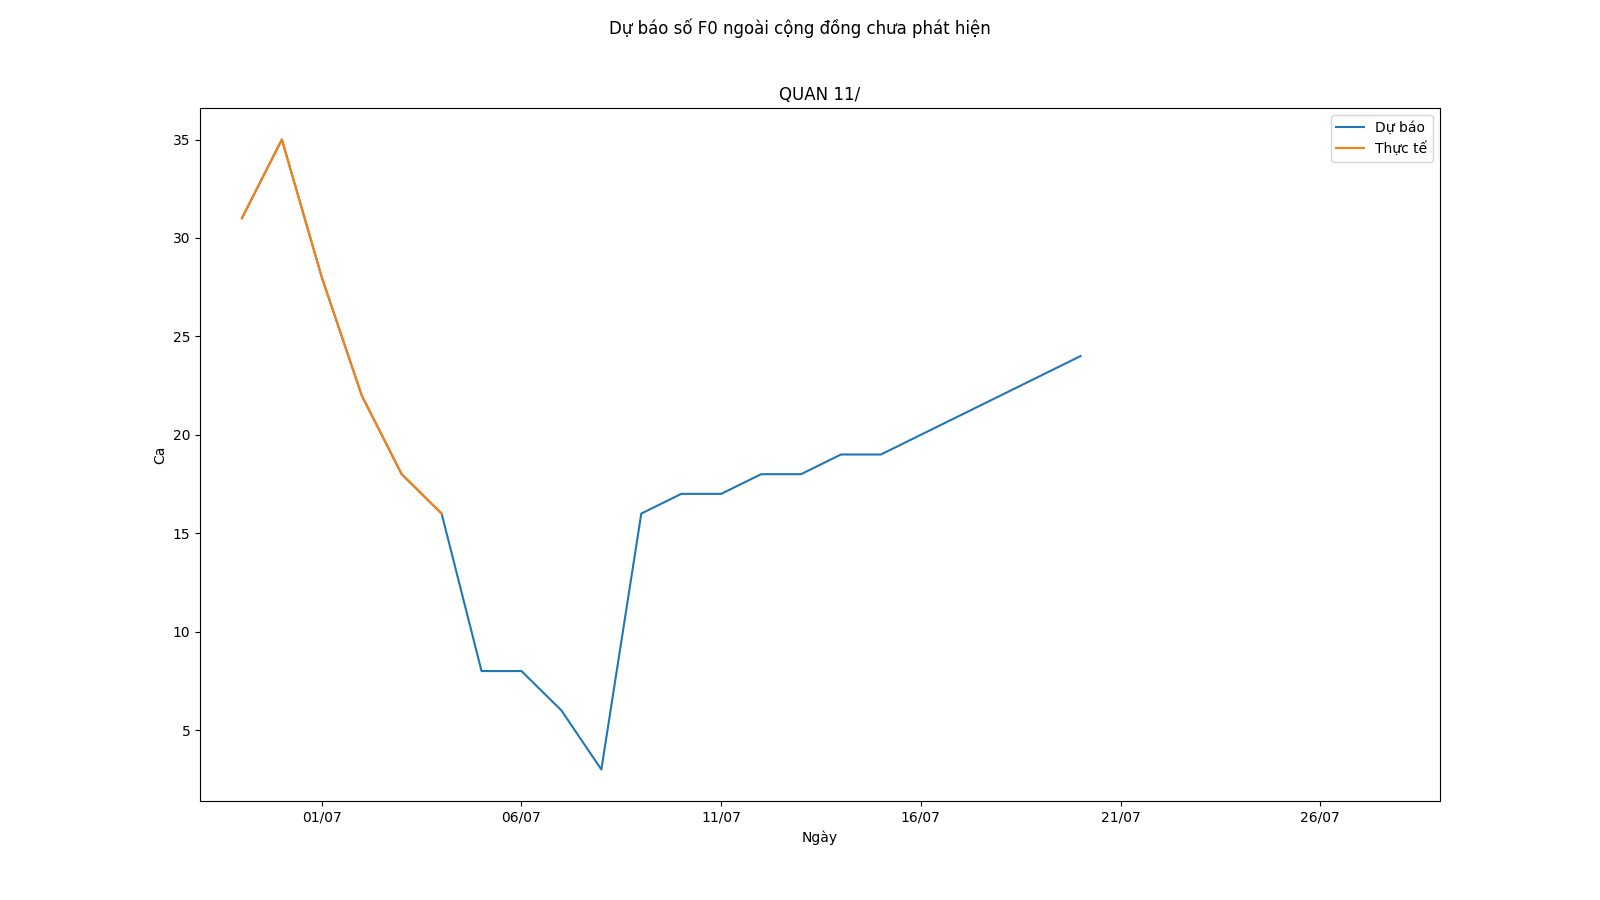 Dự báo số F0 ngoài cộng đồng chưa phát hiện
QUAN 11/
Dự báo
Thực tế
35
30
25
20
15
10
5
Ca
01/07
06/07
11/07
16/07
21/07
26/07
Ngày